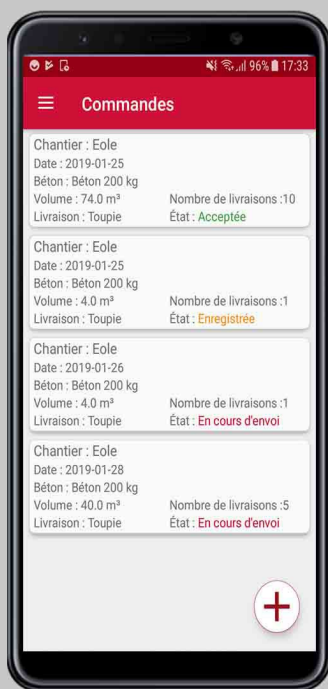 96% 17:33
Commandes
Chantier : Eole
Date : 2019-01-25
Béton : Béton 200 kg
Volume : 74.0 m³ Nombre de livraisons :10
Livraison : Toupie État : Acceptée
Chantier : Eole
Date : 2019-01-25
Béton : Béton 200 kg
Volume : 4.0 m³ Nombre de livraisons :1
Livraison : Toupie État : Enregistrée
Chantier : Eole
Date : 2019-01-26
Béton : Béton 200 kg
Volume : 4.0 m³ Nombre de livraisons :1
Livraison : Toupie État : En cours d'envoi
Chantier : Eole
Date : 2019-01-28
Béton : Béton 200 kg
Volume : 40.0 m³ Nombre de livraisons :5
Livraison : Toupie État : En cours d'envoi